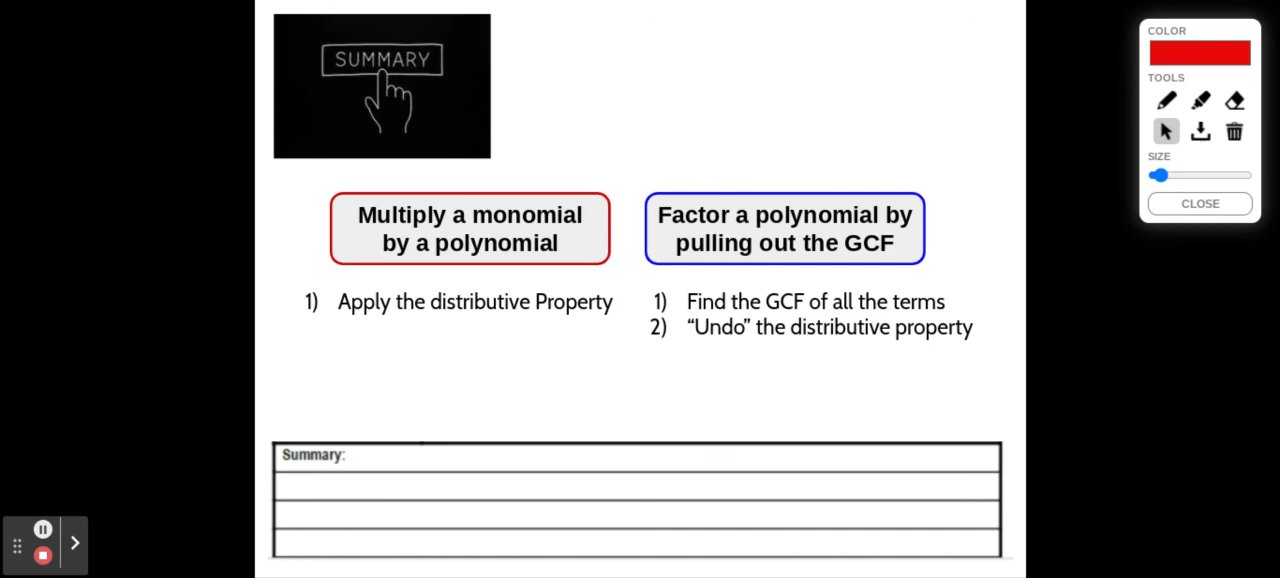 SUMMARY
Multiply a monomial
by a polynomial
1) Apply the distributive Property
Factor a polynomial by
pulling out the GCF
1) Find the GCF of all the terms
2) “Undo” the distributive property
Summary:
COLOR
TOOLS
SIZE
CLOSE